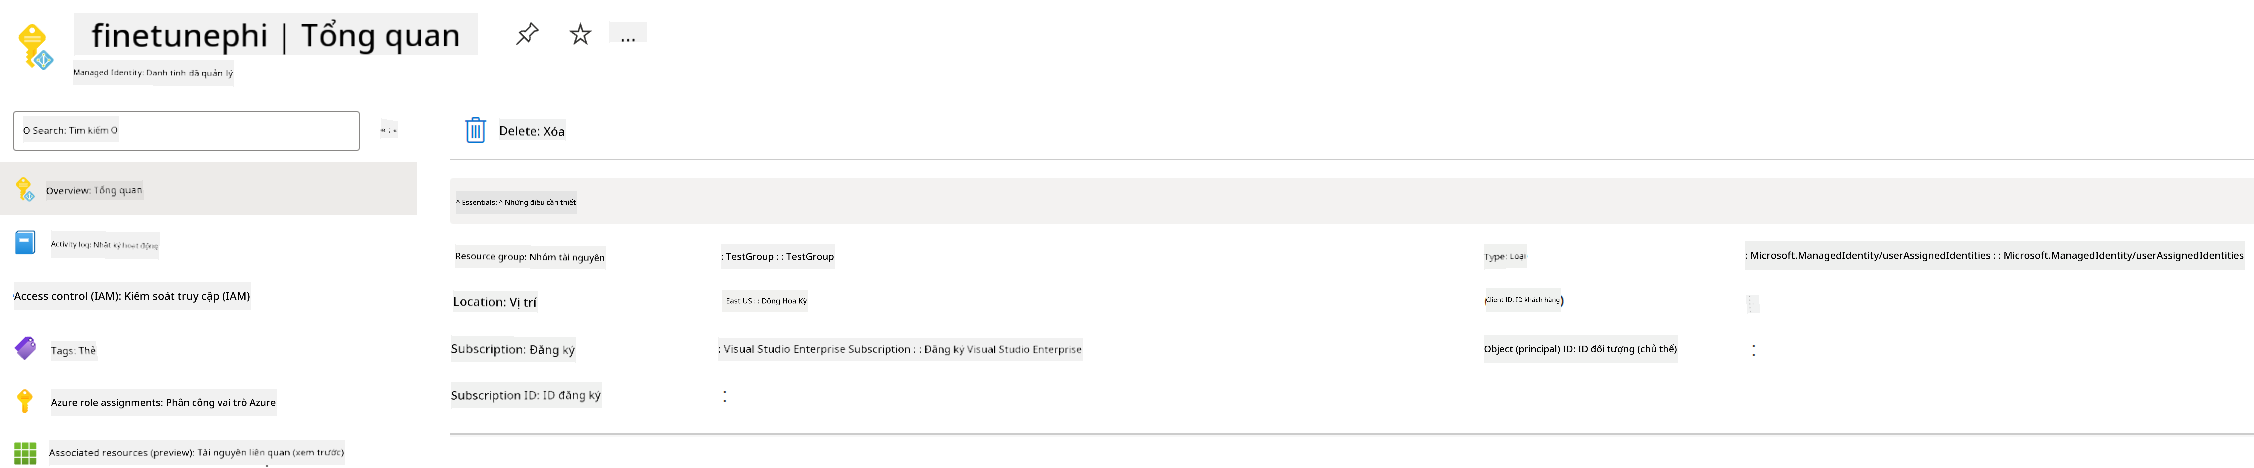 finetunephi | Tổng quan
...
Managed Identity: Danh tính đã quản lý
O Search: Tìm kiếm O
Delete: Xóa
Overview: Tổng quan
^ Essentials: ^ Những điều cần thiết
Activity log: Nhật ký hoạt động
Resource group: Nhóm tài nguyên
: TestGroup : : TestGroup
Type: Loại
: Microsoft.ManagedIdentity/userAssignedIdentities : : Microsoft.ManagedIdentity/userAssignedIdentities
Access control (IAM): Kiểm soát truy cập (IAM)
Location: Vị trí
East US : : Đông Hoa Kỳ
Client ID: ID khách hàng
Tags: Thẻ
Subscription: Đăng ký
: Visual Studio Enterprise Subscription : : Đăng ký Visual Studio Enterprise
Object (principal) ID: ID đối tượng (chủ thể)
:
Azure role assignments: Phân công vai trò Azure
Subscription ID: ID đăng ký
:
Associated resources (preview): Tài nguyên liên quan (xem trước)